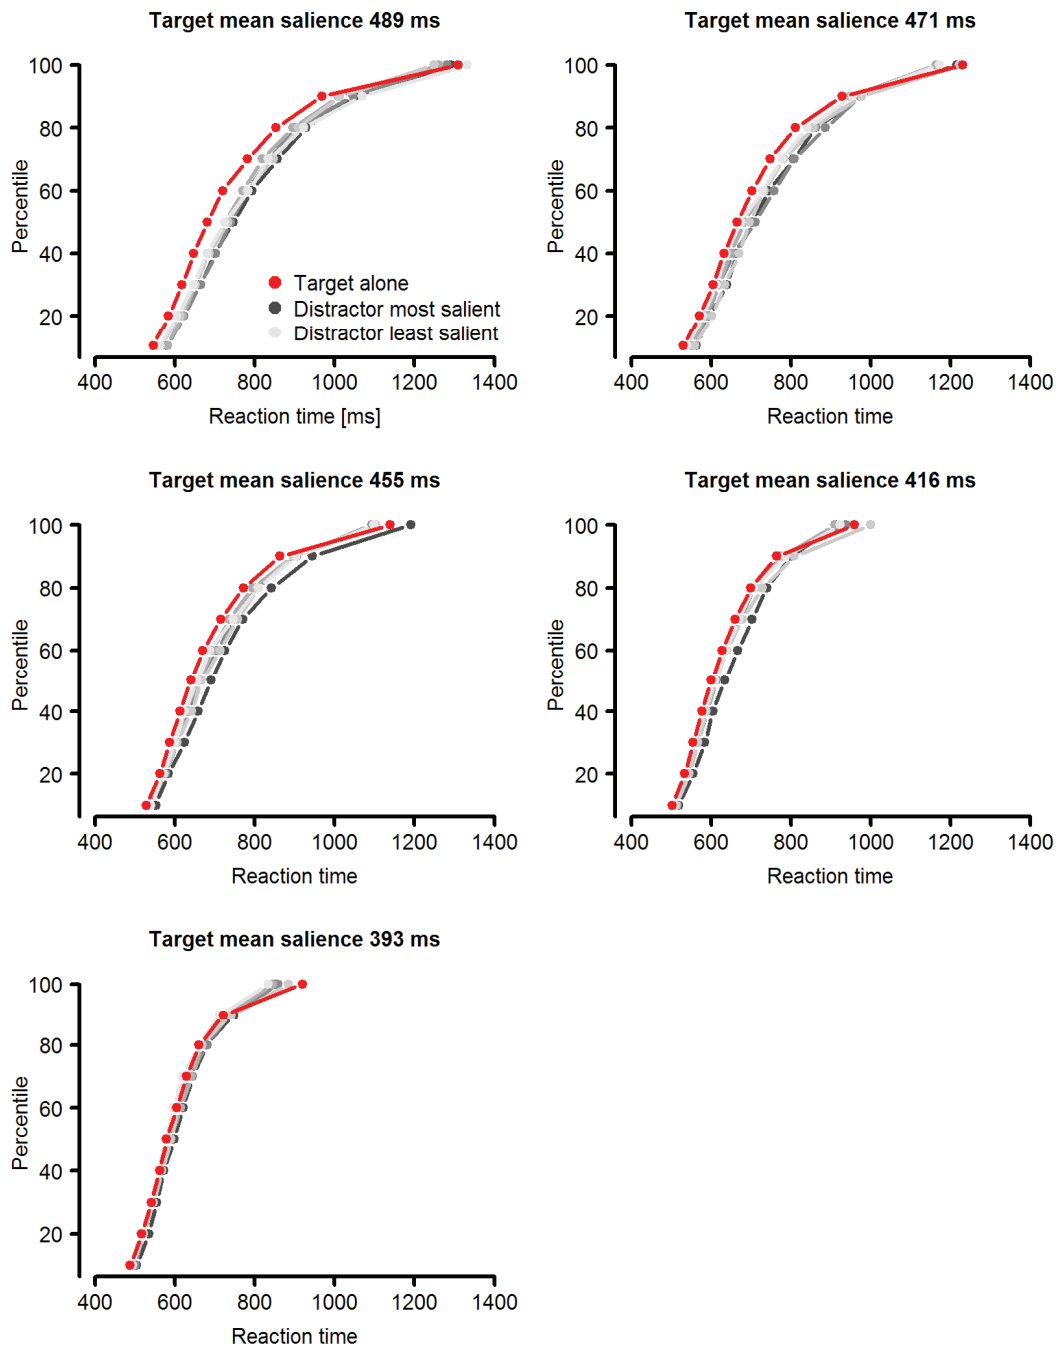 Target mean salience 489 ms
Percentile
100
80
60
40
20
Target alone
Distractor most salient
Distractor least salient
400 600 800 1000 1200 1400
Reaction time [ms]
Target mean salience 471 ms
Percentile
100
80
60
40
20
400 600 800 1000 1200 1400
Reaction time
Target mean salience 455 ms
Percentile
100
80
60
40
20
400 600 800 1000 1200 1400
Reaction time
Target mean salience 416 ms
Percentile
100
80
60
40
20
400 600 800 1000 1200 1400
Reaction time
Target mean salience 393 ms
Percentile
100
80
60
40
20
400 600 800 1000 1200 1400
Reaction time